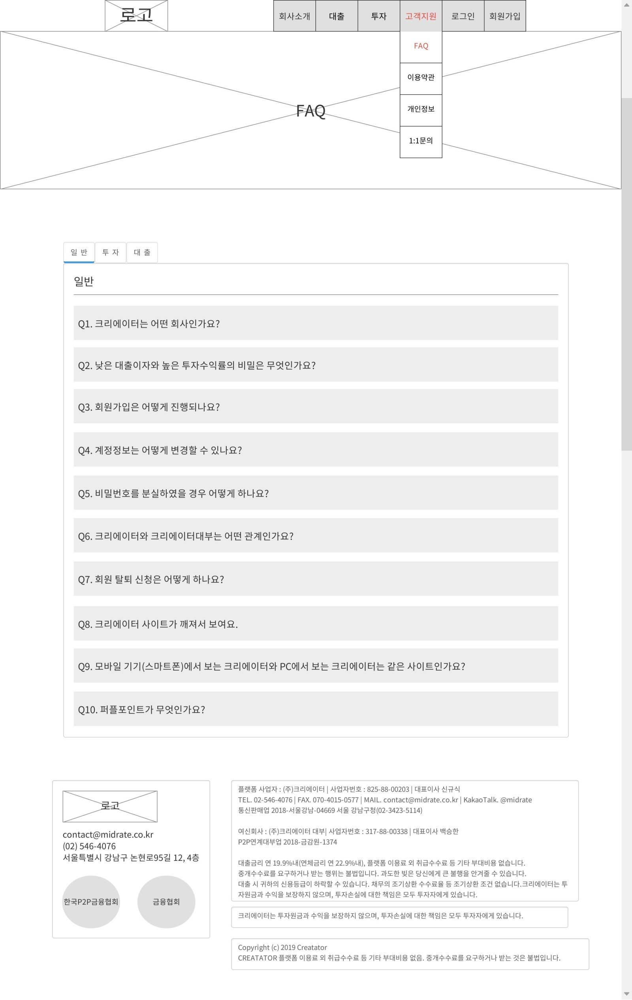 로고
회사소개 대출 투자 고객지원 로그인 회원가입
FAQ
이용약관
개인정보
1:1문의
FAQ
일 반 투 자 대 출
일반
Q1. 크리에이터는 어떤 회사인가요?
Q2. 낮은 대출이자와 높은 투자수익률의 비밀은 무엇인가요?
Q3. 회원가입은 어떻게 진행되나요?
Q4. 계정정보는 어떻게 변경할 수 있나요?
Q5. 비밀번호를 분실하였을 경우 어떻게 하나요?
Q6. 크리에이터와 크리에이터대부는 어떤 관계인가요?
Q7. 회원 탈퇴 신청은 어떻게 하나요?
Q8. 크리에이터 사이트가 깨져서 보여요.
Q9. 모바일 기기(스마트폰)에서 보는 크리에이터와 PC에서 보는 크리에이터는 같은 사이트인가요?
Q10. 퍼플포인트가 무엇인가요?
로고
contact@midrate.co.kr
(02) 546-4076
서울특별시 강남구 논현로95길 12, 4층
한국P2P금융협회 금융협회
플랫폼 사업자 : (주)크리에이터 | 사업자번호 : 825-88-00203 | 대표이사 신규식
TEL. 02-546-4076 | FAX. 070-4015-0577 | MAIL. contact@midrate.co.kr | KakaoTalk. @midrate
통신판매업 2018-서울강남-04669 서울 강남구청(02-3423-5114)
여신회사 : (주)크리에이터 대부| 사업자번호 : 317-88-00338 | 대표이사 백승한
P2P연계대부업 2018-금감원-1374
대출금리 연 19.9%내(연체금리 연 22.9%내), 플랫폼 이용료 외 취급수수료 등 기타 부대비용 없습니다.
중개수수료를 요구하거나 받는 행위는 불법입니다. 과도한 빚은 당신에게 큰 불행을 안겨줄 수 있습니다.
대출 시 귀하의 신용등급이 하락할 수 있습니다. 채무의 조기상환 수수료율 등 조기상환 조건 없습니다.크리에이터는 투
자원금과 수익을 보장하지 않으며, 투자손실에 대한 책임은 모두 투자자에게 있습니다.
크리에이터는 투자원금과 수익을 보장하지 않으며, 투자손실에 대한 책임은 모두 투자자에게 있습니다.
Copyright (c) 2019 Creatator
CREATATOR 플랫폼 이용료 외 취급수수료 등 기타 부대비용 없음. 중개수수료를 요구하거나 받는 것은 불법입니다.